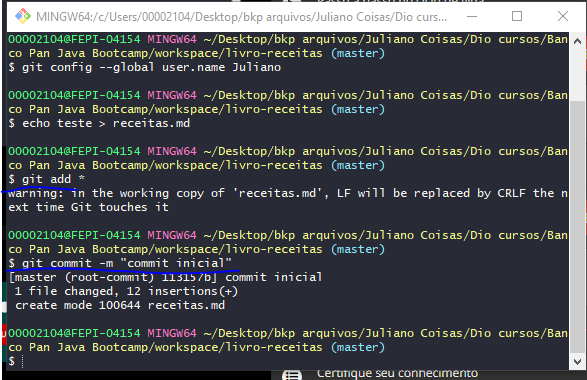 MINGW64:/c/Users/00002104/Desktop/bkp arquivos/Juliano Coisas/Dio curs...
00002104@FEPI-04154 MINGW64 ~/Desktop/bkp arquivos/Juliano Coisas/Dio cursos/Ban
co Pan Java Bootcamp/workspace/livro-receitas (master)
$ git config --global user.name Juliano
00002104@FEPI-04154 MINGW64 ~/Desktop/bkp arquivos/Juliano Coisas/Dio cursos/Ban
co Pan Java Bootcamp/workspace/livro-receitas (master)
$ echo teste > receitas.md
00002104@FEPI-04154 MINGW64 ~/Desktop/bkp arquivos/Juliano Coisas/Dio cursos/Ban
co Pan Java Bootcamp/workspace/livro-receitas (master)
$ git add *
warning: in the working copy of 'receitas.md', LF will be replaced by CRLF the n
ext time Git touches it
00002104@FEPI-04154 MINGW64 ~/Desktop/bkp arquivos/Juliano Coisas/Dio cursos/Ban
co Pan Java Bootcamp/workspace/livro-receitas (master)
$ git commit -m "commit inicial"
[master (root-commit) 113157b] commit inicial
1 file changed, 12 insertions(+)
create mode 100644 receitas.md
00002104@FEPI-04154 MINGW64 ~/Desktop/bkp arquivos/Juliano Coisas/Dio cursos/Ban
co Pan Java Bootcamp/workspace/livro-receitas (master)
$
Certifique seu conhecimento